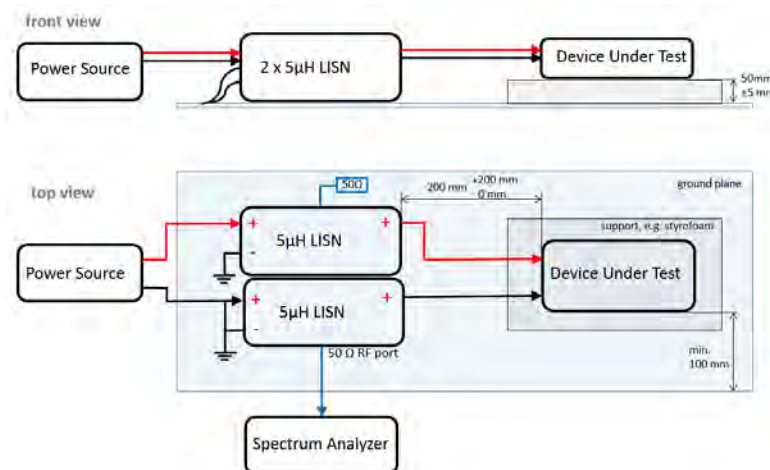 front view
Power Source
2 x 5µH LISN
Device Under Test
50mm
±5 mm
top view
50Ω
200 mm
+200 mm
0 mm
ground plane
+
+
5µH LISN
-
support, e.g. styrofoam
Power Source
Device Under Test
+
+
5µH LISN
-
50 Ω RF port
min.
100 mm
Spectrum Analyzer